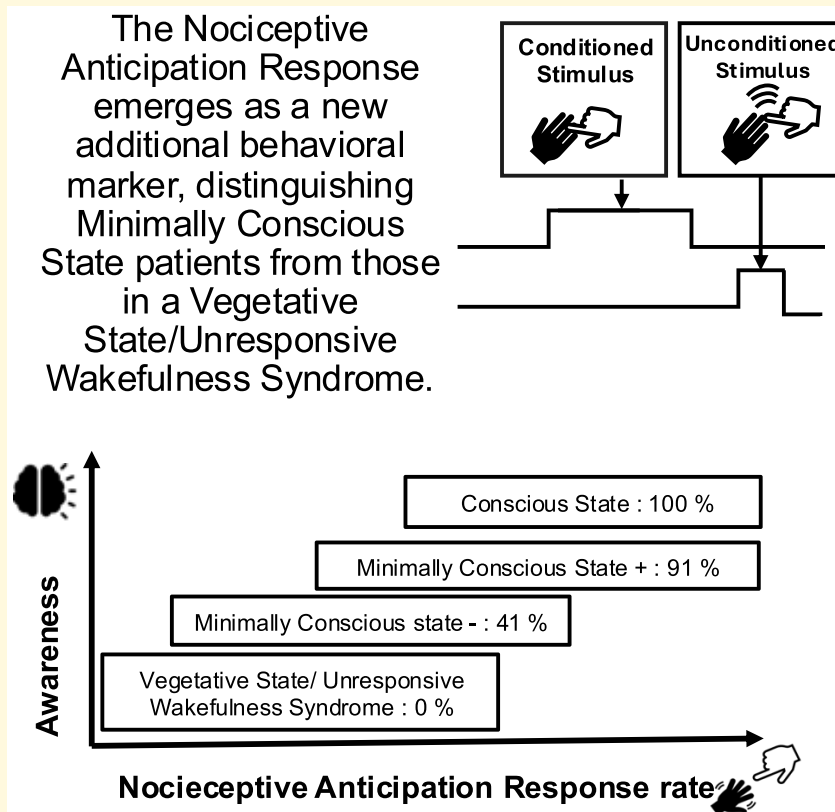 The Nociceptive
Anticipation Response
emerges as a new
additional behavioral
marker, distinguishing
Minimally Conscious
State patients from those
in a Vegetative
State/Unresponsive
Wakefulness Syndrome.
Conditioned
Stimulus
Unconditioned
Stimulus
Awareness
Conscious State : 100 %
Minimally Conscious State + : 91 %
Minimally Conscious state - : 41 %
Vegetative State/ Unresponsive
Wakefulness Syndrome : 0 %
Nocieceptive Anticipation Response rate